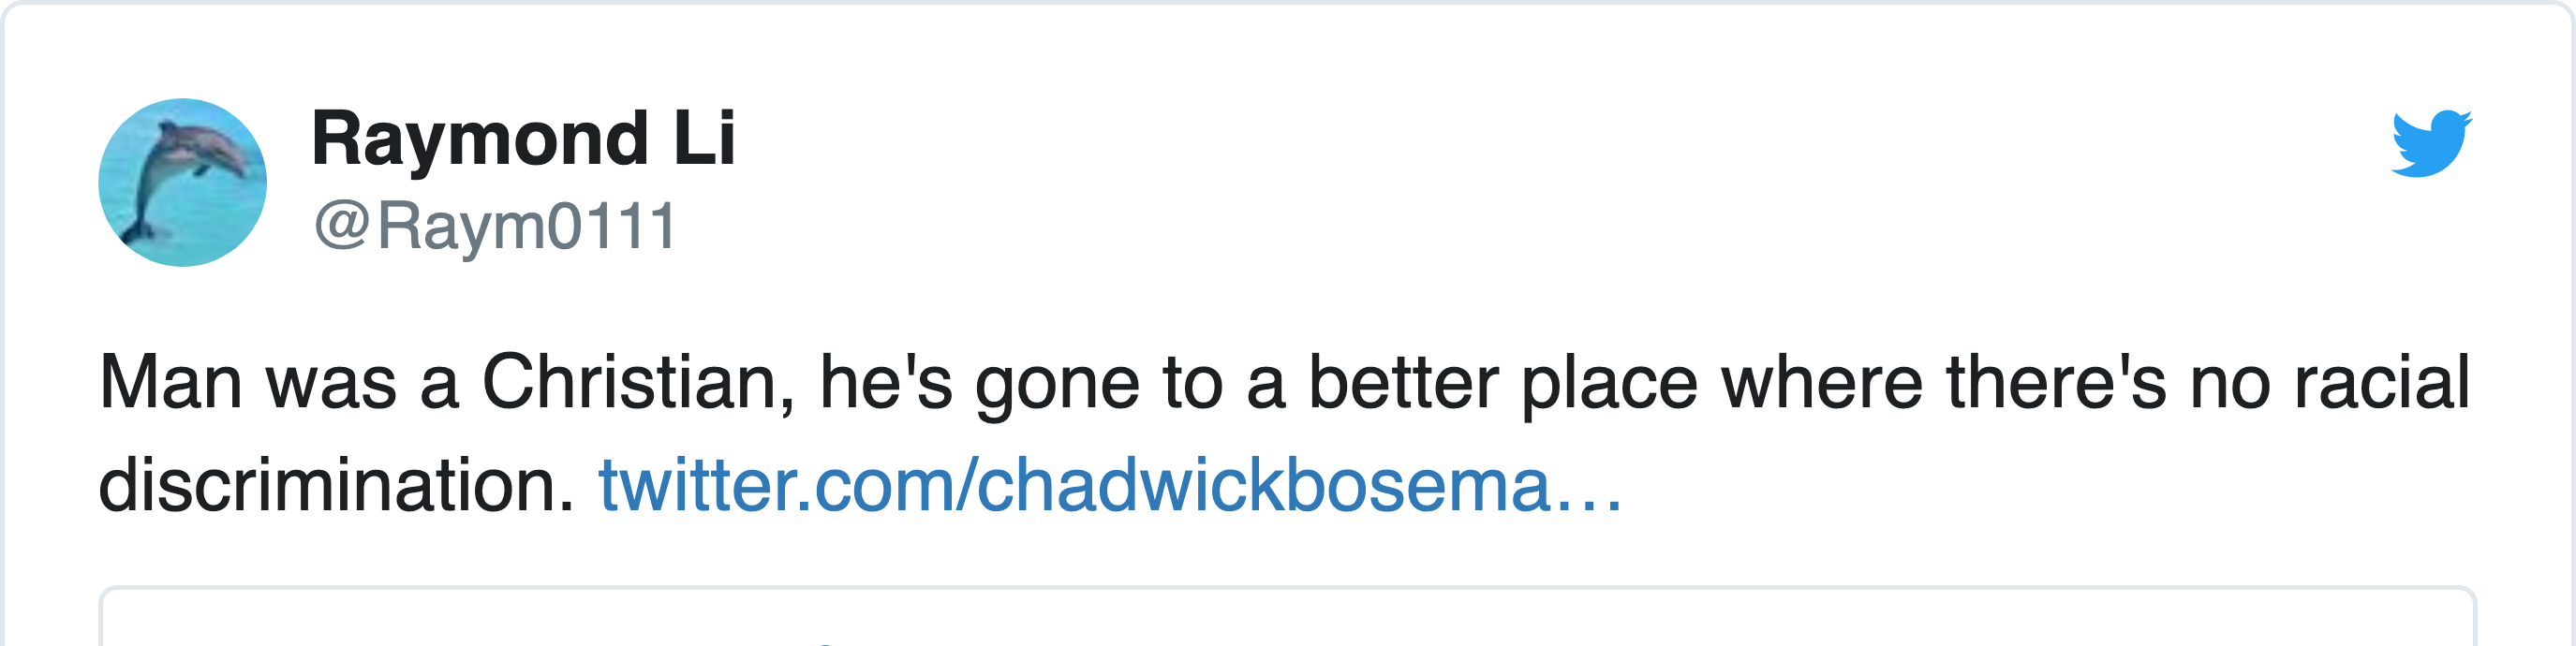 Raymond Li
@Raym0111
Man was a Christian, he's gone to a better place where there's no racial
discrimination. twitter.com/chadwickbosema…